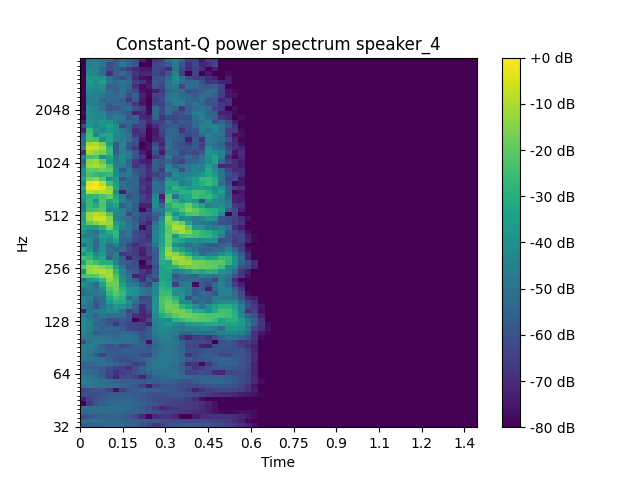 Constant-Q power spectrum speaker_4
Hz
2048
1024
512
256
128
64
32
0 0.15 0.3 0.45 0.6 0.75 0.9 1.1 1.2 1.4
Time
+0 dB
-10 dB
-20 dB
-30 dB
-40 dB
-50 dB
-60 dB
-70 dB
-80 dB